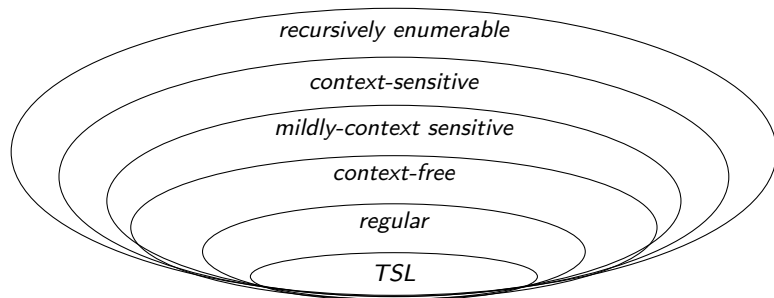 recursively enumerable
context-sensitive
mildly-context sensitive
context-free
regular
TSL